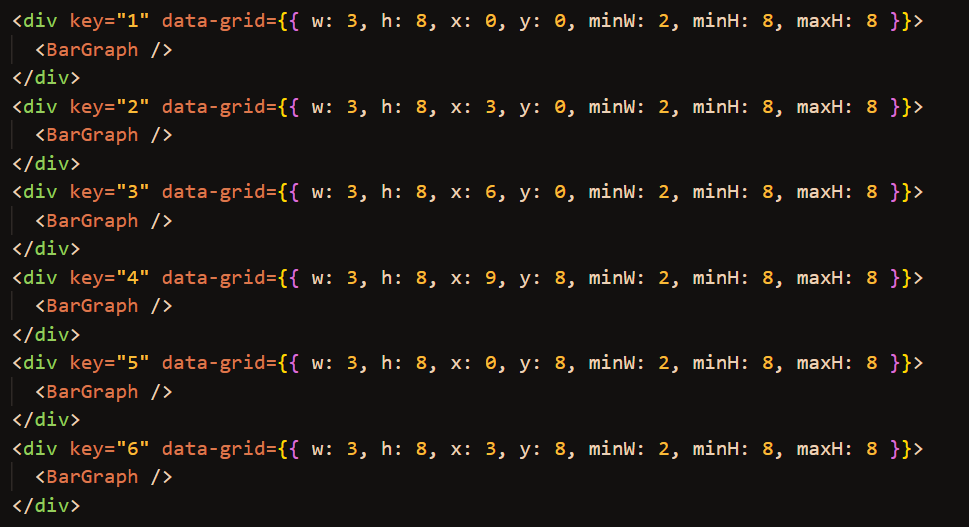 <div key="1" data-grid={{ w: 3, h: 8, x: 0, y: 0, minW: 2, minH: 8, maxH: 8 }}>
<BarGraph />
</div>
<div key="2" data-grid={{ w: 3, h: 8, x: 3, y: 0, minW: 2, minH: 8, maxH: 8 }}>
<BarGraph />
</div>
<div key="3" data-grid={{ w: 3, h: 8, x: 6, y: 0, minW: 2, minH: 8, maxH: 8 }}>
<BarGraph />
</div>
<div key="4" data-grid={{ w: 3, h: 8, x: 9, y: 8, minW: 2, minH: 8, maxH: 8 }}>
<BarGraph />
</div>
<div key="5" data-grid={{ w: 3, h: 8, x: 0, y: 8, minW: 2, minH: 8, maxH: 8 }}>
<BarGraph />
</div>
<div key="6" data-grid={{ w: 3, h: 8, x: 3, y: 8, minW: 2, minH: 8, maxH: 8 }}>
<BarGraph />
</div>